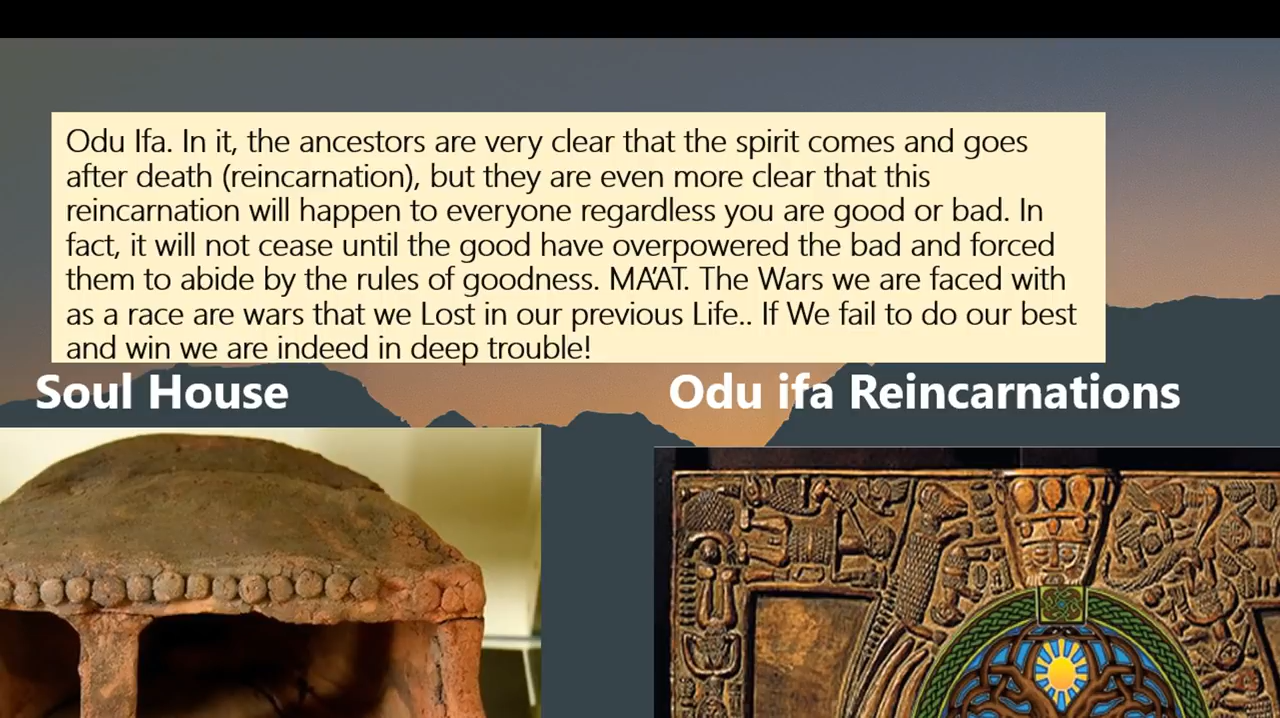 Odu Ifa. In it, the ancestors are very clear that the spirit comes and goes
after death (reincarnation), but they are even more clear that this
reincarnation will happen to everyone regardless you are good or bad. In
fact, it will not cease until the good have overpowered the bad and forced
them to abide by the rules of goodness. MA’AT. The Wars we are faced with
as a race are wars that we Lost in our previous Life.. If We fail to do our best
and win we are indeed in deep trouble!
Soul House
Odu ifa Reincarnations